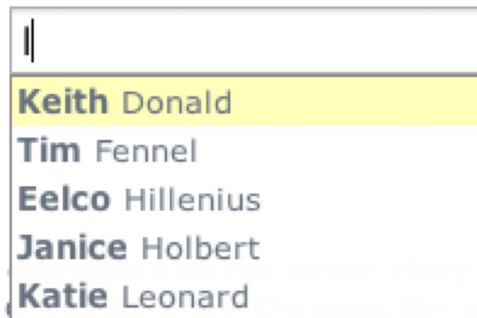 l
Keith Donald
Tim Fennel
Eelco Hillenius
Janice Holbert
Katie Leonard